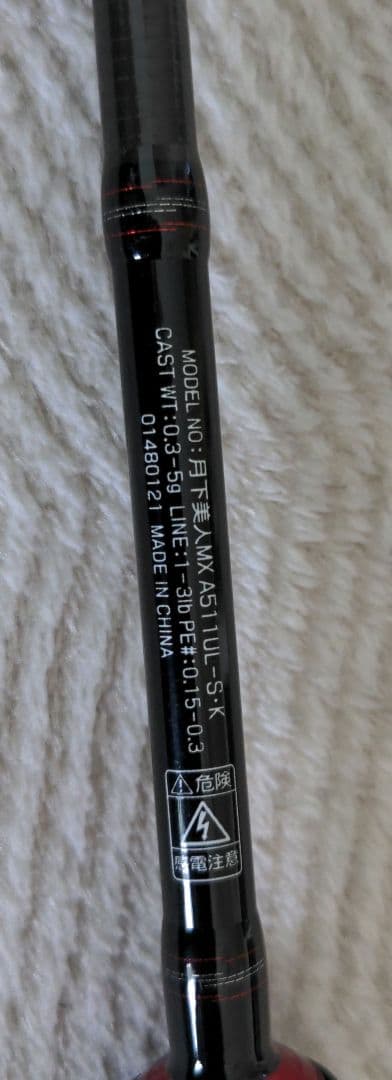 MODEL NO:月下美人MX A511UL-S・K
CAST WT:0.3-5g LINE:1-3lb PE#:0.15-0.3
01480121 MADE IN CHINA
⚠危険
感電注意